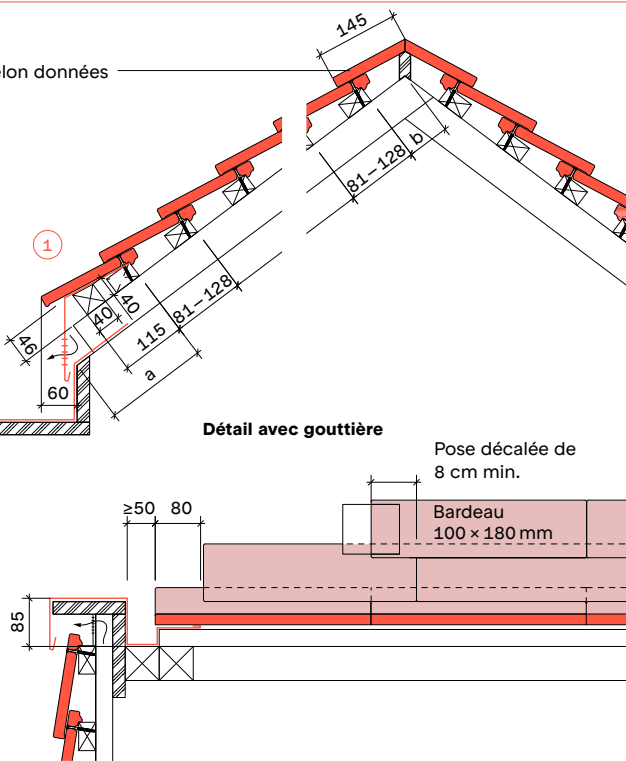 145
elon données
b
81–128
1
40
40
81–128
115
46
a
60
Détail avec gouttière
Pose décalée de
8 cm min.
≥50
80
Bardeau
100 × 180 mm
85